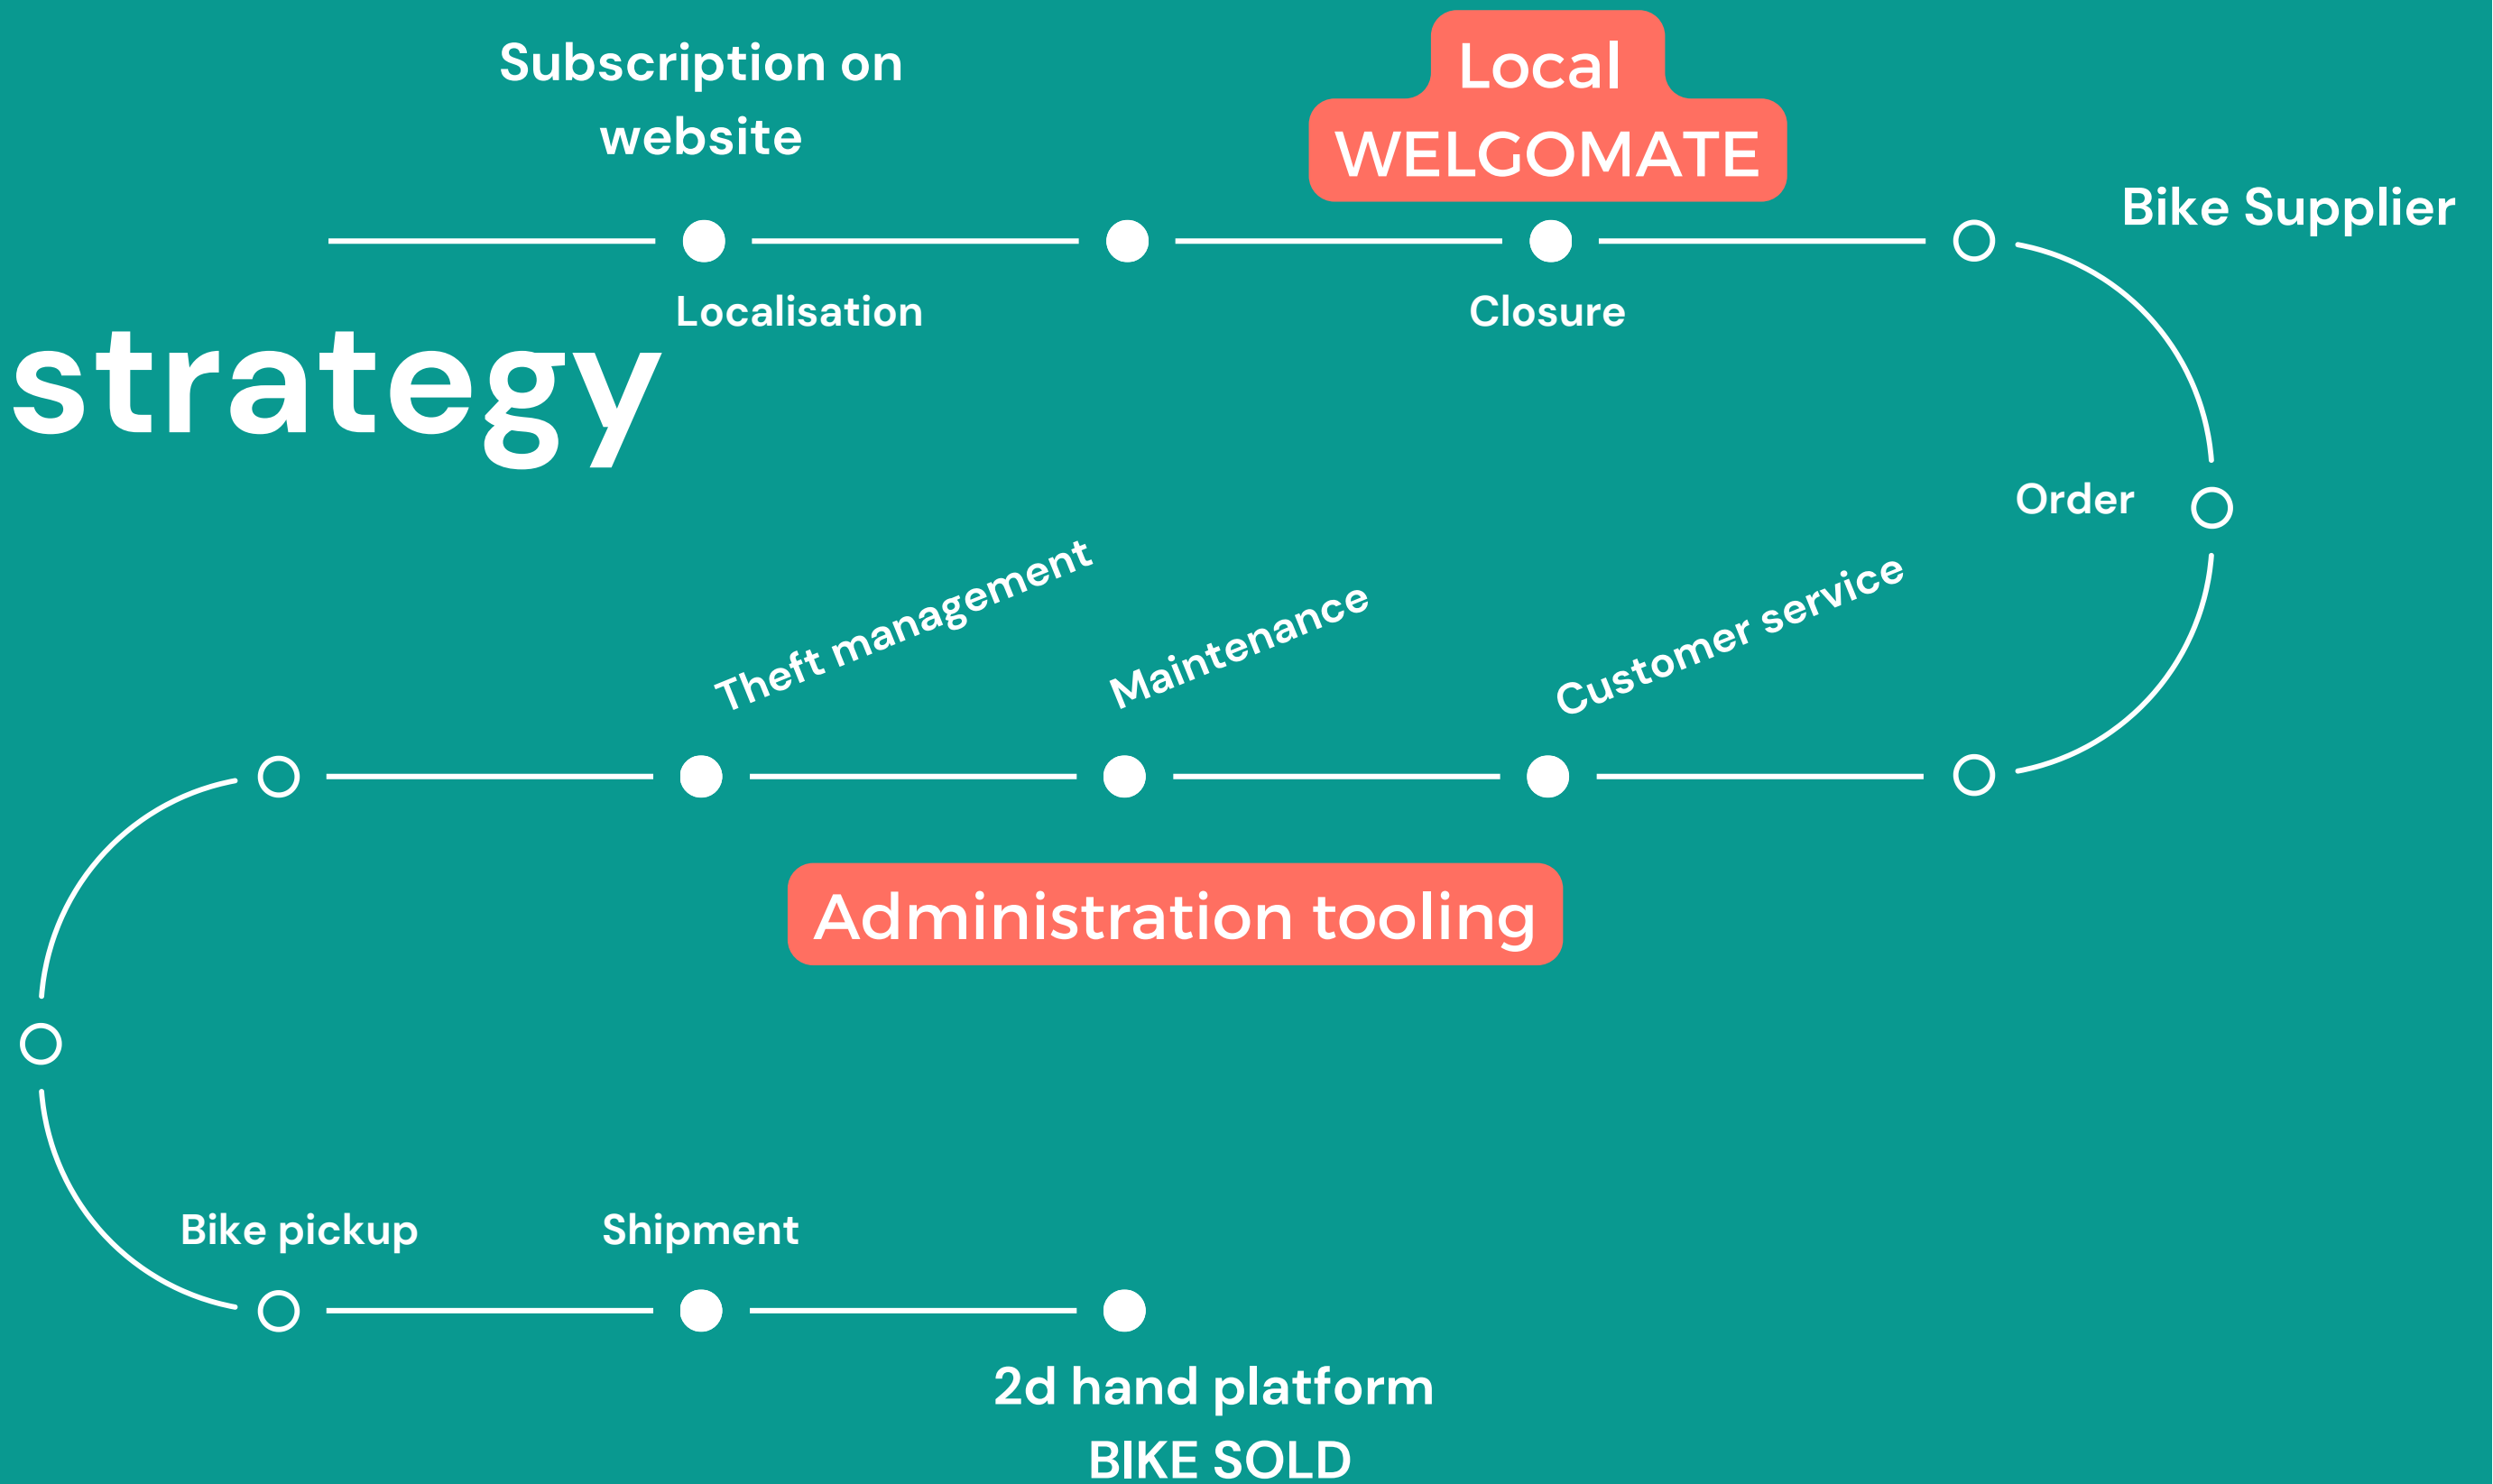 Subscription on
website
Local
WELGOMATE
Bike Supplier
Localisation
Closure
strategy
Order
Theft management
Maintenance
Customer service
Administration tooling
Bike pickup
Shipment
2d hand platform
BIKE SOLD